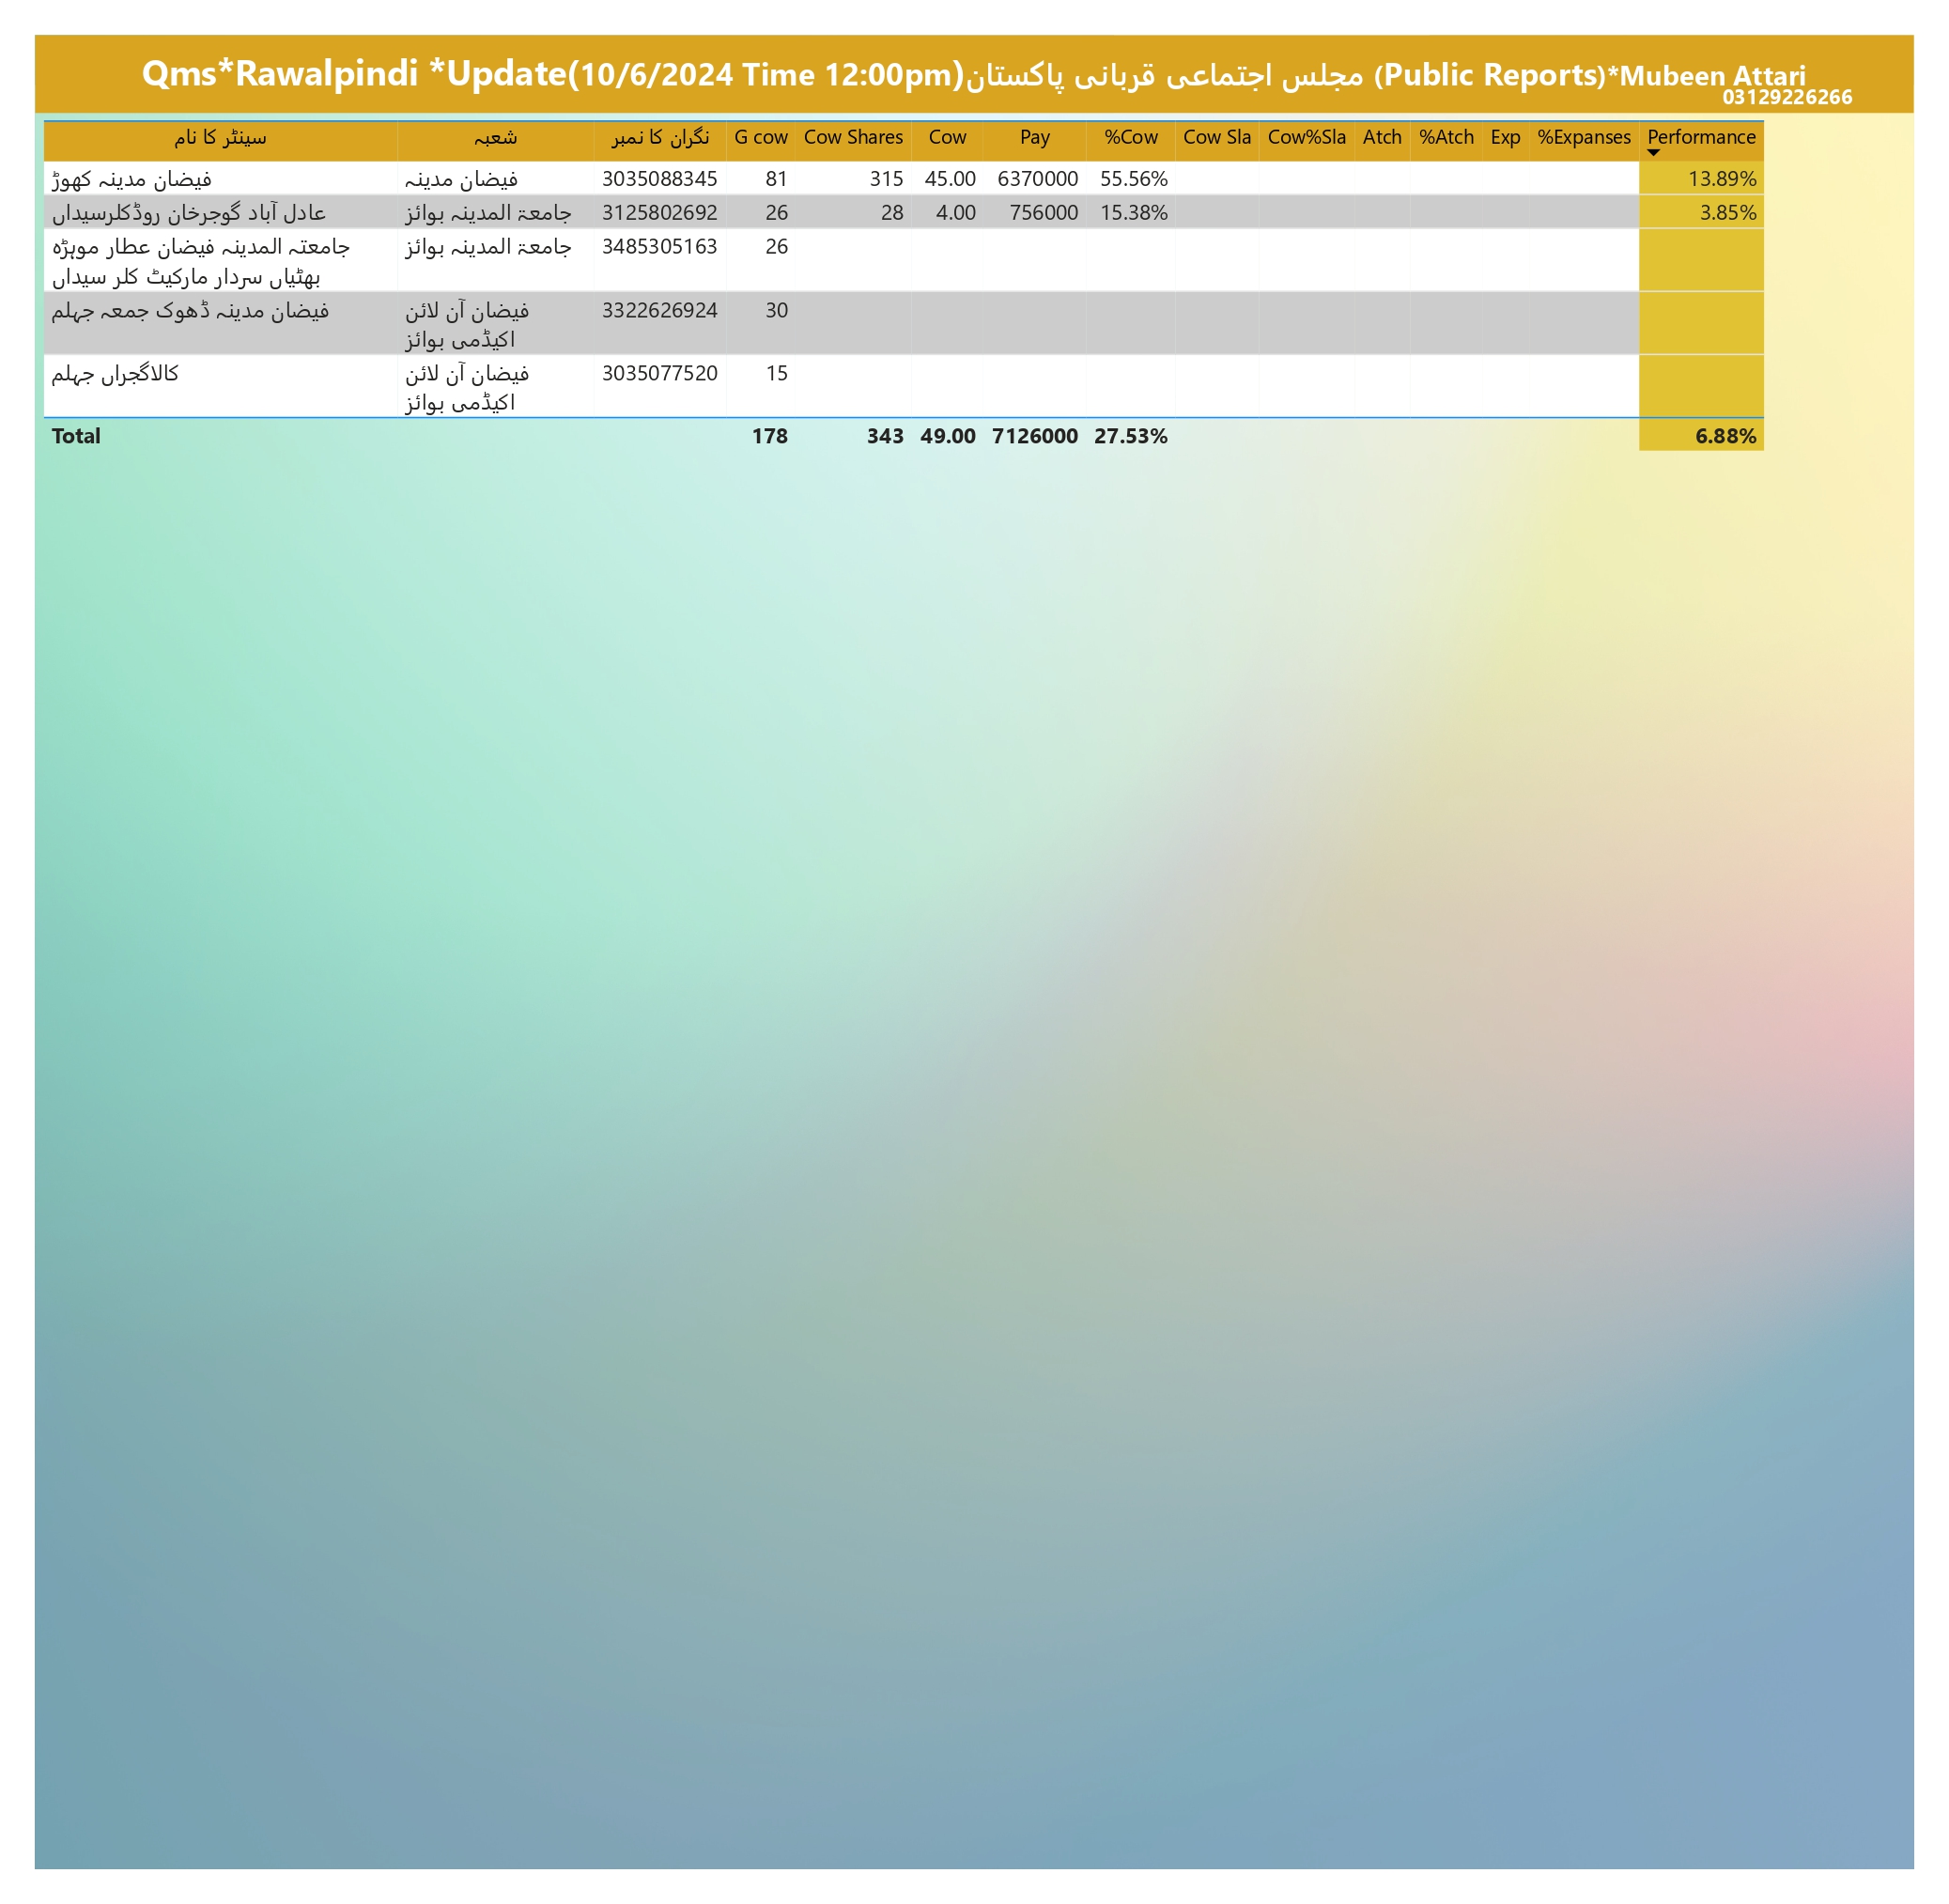 Qms*Rawalpindi *Update(10/6/2024 Time 12:00pm)مجلس اجتماعی قربانی پاکستان (Public Reports)*Mubeen Attari
03129226266
سینٹر کا نام شعبہ نگران کا نمبر G cow Cow Shares Cow Pay %Cow Cow Sla Cow%Sla Atch %Atch Exp %Expanses Performance
فیضان مدینہ کھوڑ فیضان مدینہ 3035088345 81 315 45.00 6370000 55.56% 13.89%
عادل آباد گوجرخان روڈکلرسیداں جامعۃ المدینہ بوائز 3125802692 26 28 4.00 756000 15.38% 3.85%
جامعتہ المدینہ فیضان عطار موہڑہ جامعۃ المدینہ بوائز 3485305163 26
بھٹیاں سردار مارکیٹ کلر سیداں
فیضان مدینہ ڈھوک جمعہ جہلم فیضان آن لائن 3322626924 30
اکیڈمی بوائز
کالاگجراں جہلم فیضان آن لائن 3035077520 15
اکیڈمی بوائز
Total 178 343 49.00 7126000 27.53% 6.88%